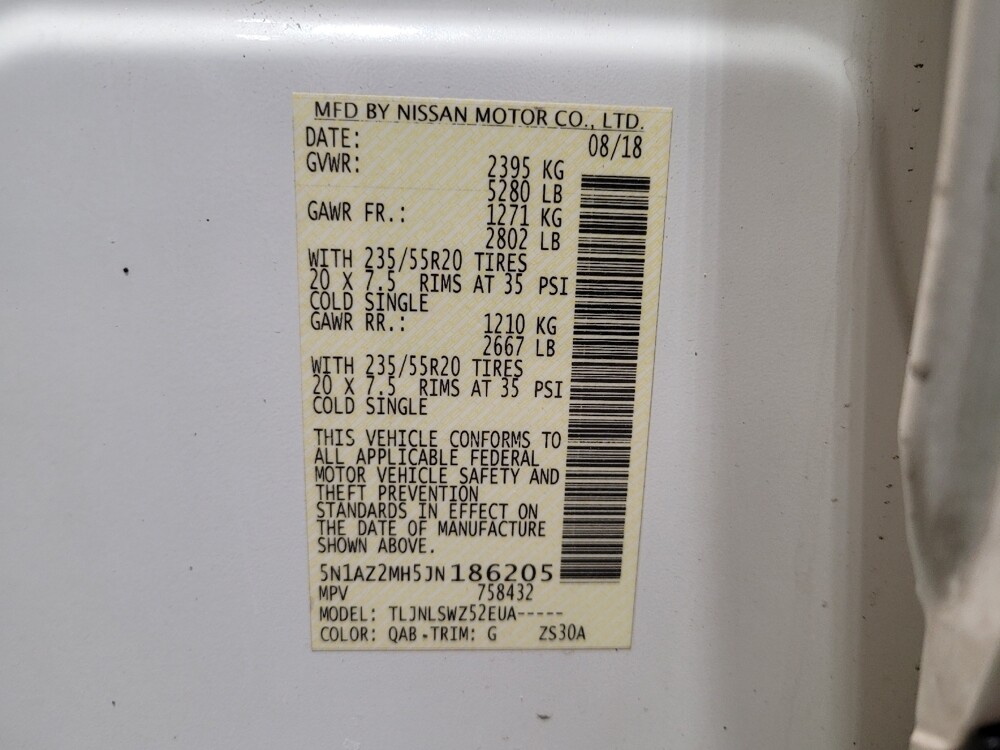 MFD BY NISSAN MOTOR CO., LTD.
DATE: 08/18
GVWR: 2395 KG
5280 LB
GAWR FR.: 1271 KG
2802 LB
WITH 235/55R20 TIRES
20 X 7.5 RIMS AT 35 PSI
COLD SINGLE
GAWR RR.: 1210 KG
2667 LB
WITH 235/55R20 TIRES
20 X 7.5 RIMS AT 35 PSI
COLD SINGLE
THIS VEHICLE CONFORMS TO
ALL APPLICABLE FEDERAL
MOTOR VEHICLE SAFETY AND
THEFT PREVENTION
STANDARDS IN EFFECT ON
THE DATE OF MANUFACTURE
SHOWN ABOVE.
5N1AZ2MH5JN186205
MPV 758432
MODEL: TLJNLSWZ52EUA-----
COLOR: QAB-TRIM: G ZS30A